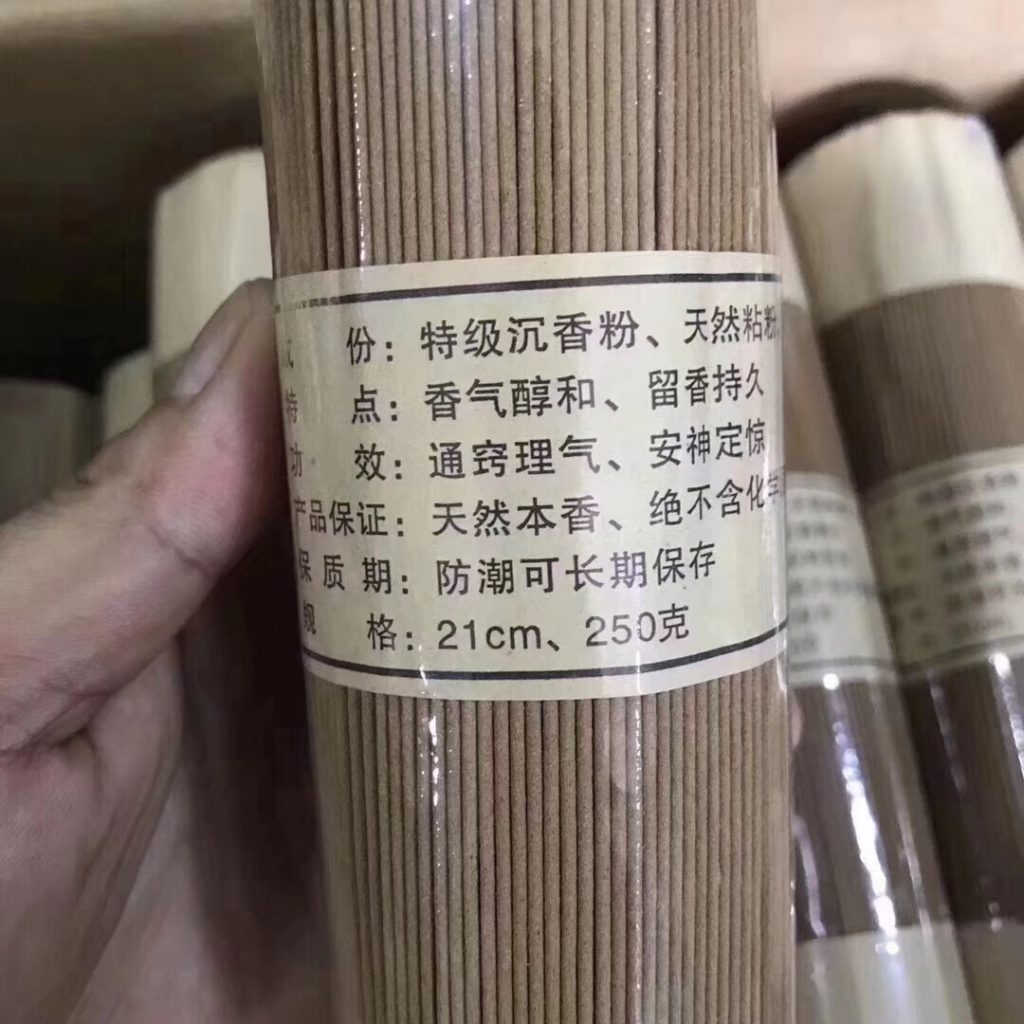 份：特级沉香粉、天然粘粉
特 点：香气醇和、留香持久
功 效：通窍理气、安神定惊
产品保证：天然本香、绝不含化学
保 质 期：防潮可长期保存
规 格：21cm、250克